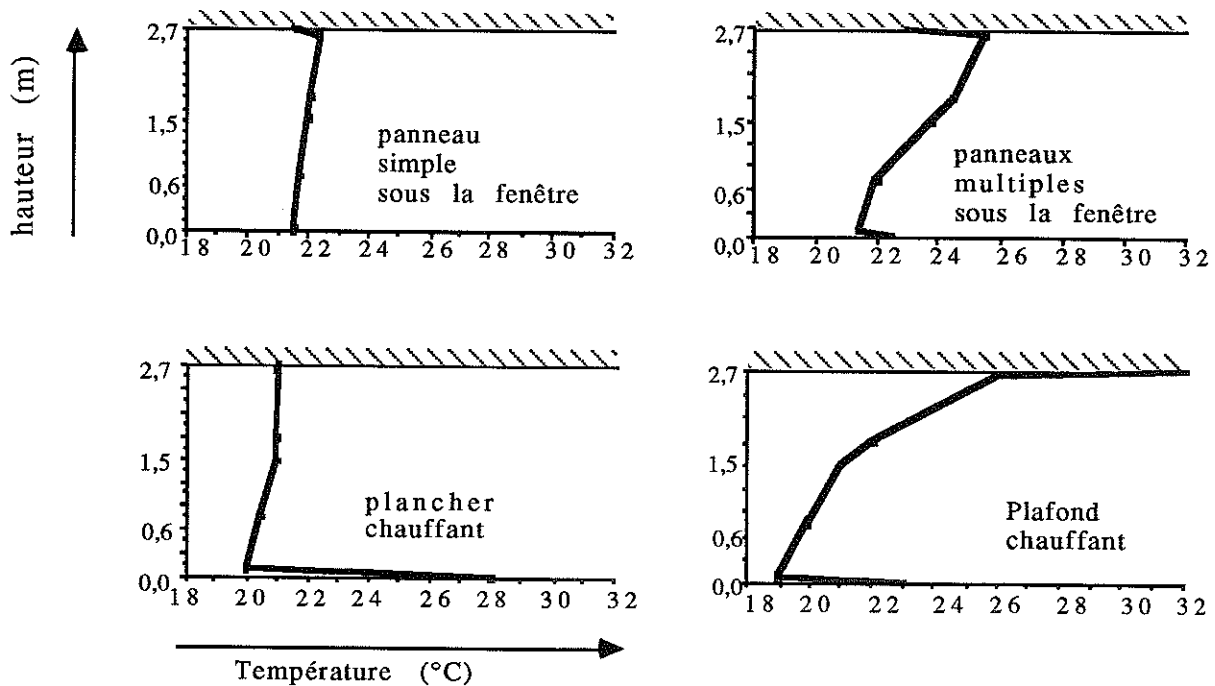 hauteur (m)
2,7
1,5
0,6
0,0
18 20 22 24 26 28 30 32
panneau
simple
sous la fenêtre
2,7
1,5
0,6
0,0
18 20 22 24 26 28 30 32
panneaux
multiples
sous la fenêtre
2,7
1,5
0,6
0,0
18 20 22 24 26 28 30 32
plancher
chauffant
2,7
1,5
0,6
0,0
18 20 22 24 26 28 30 32
Plafond
chauffant
Température (°C)